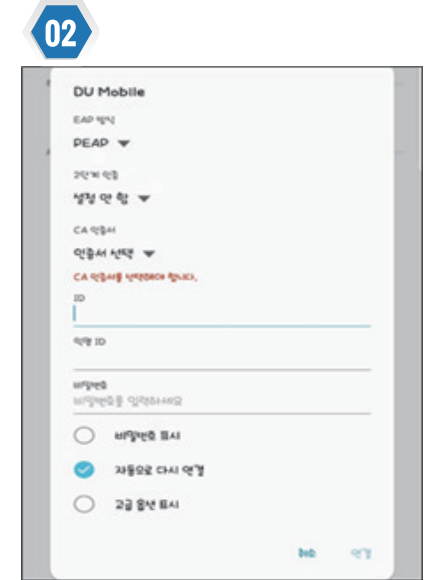 02
DU Mobile
EAP 방식
PEAP
2단계 인증
설정 안 함
CA 인증서
인증서 선택
CA 인증서를 선택해야 합니다.
ID
익명 ID
비밀번호
비밀번호를 입력하세요
비밀번호 표시
자동으로 다시 연결
고급 옵션 표시
취소 연결